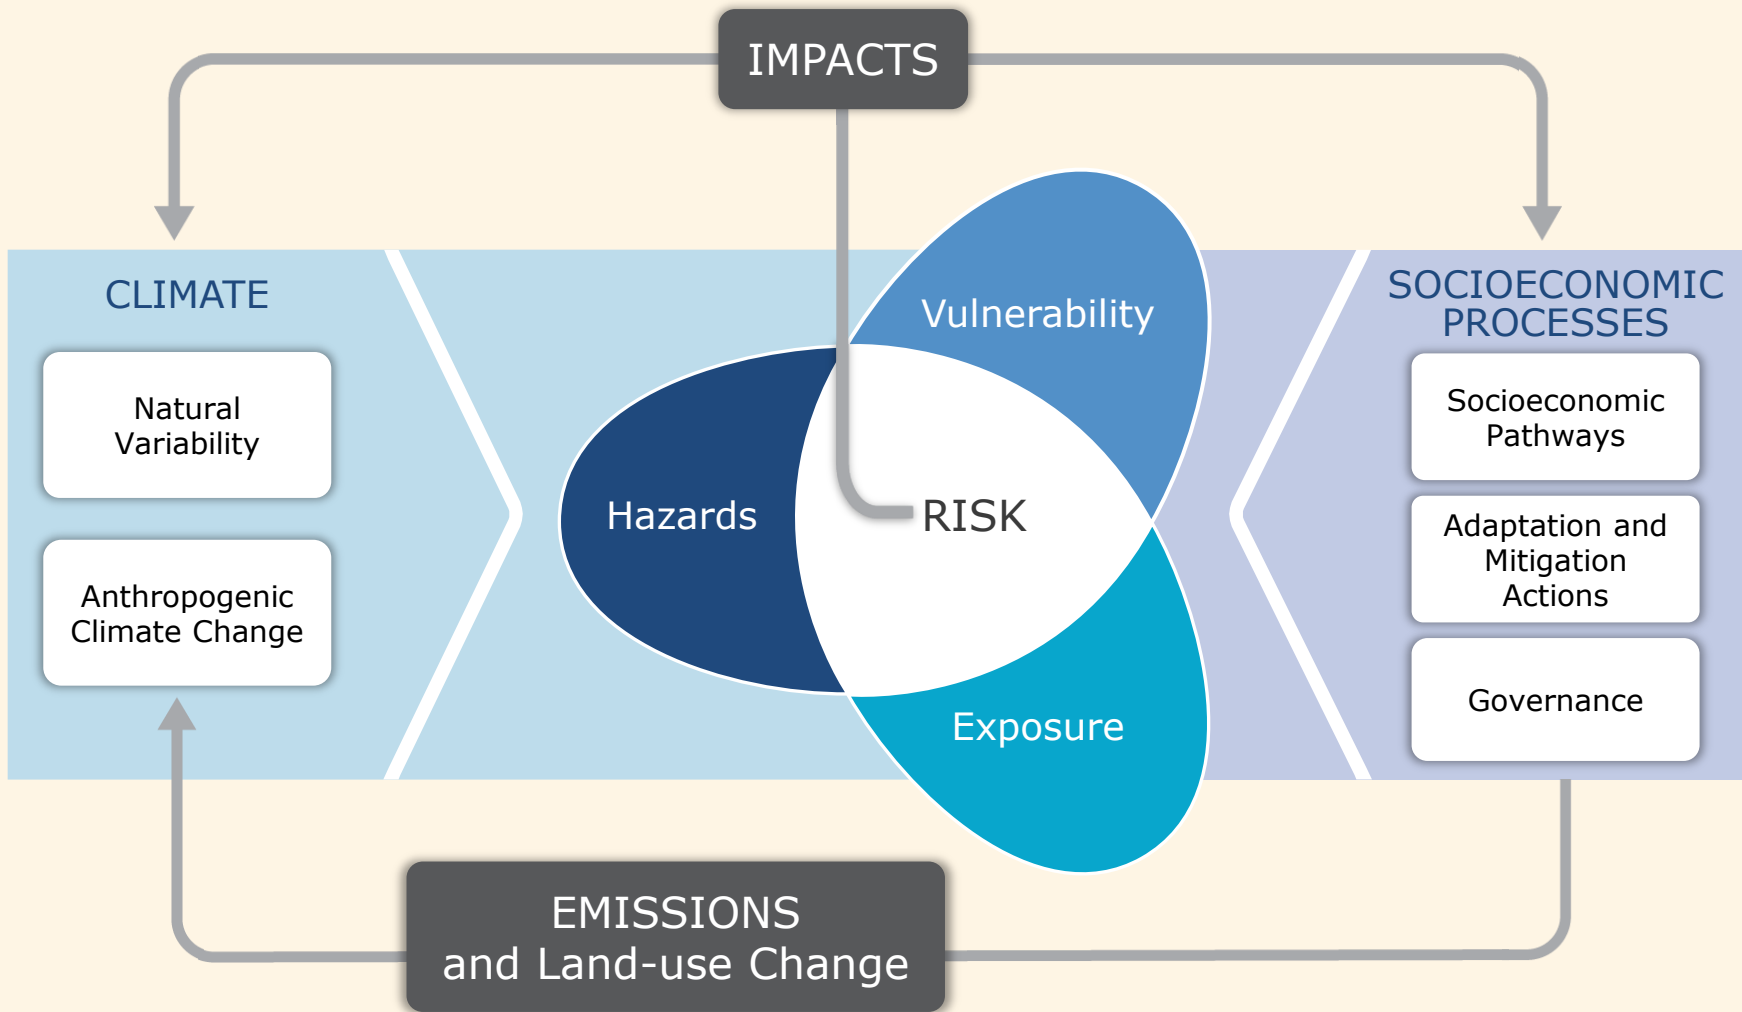 IMPACTS
CLIMATE
Natural
Variability
Anthropogenic
Climate Change
Vulnerability
Hazards
RISK
Exposure
SOCIOECONOMIC
PROCESSES
Socioeconomic
Pathways
Adaptation and
Mitigation
Actions
Governance
EMISSIONS
and Land-use Change